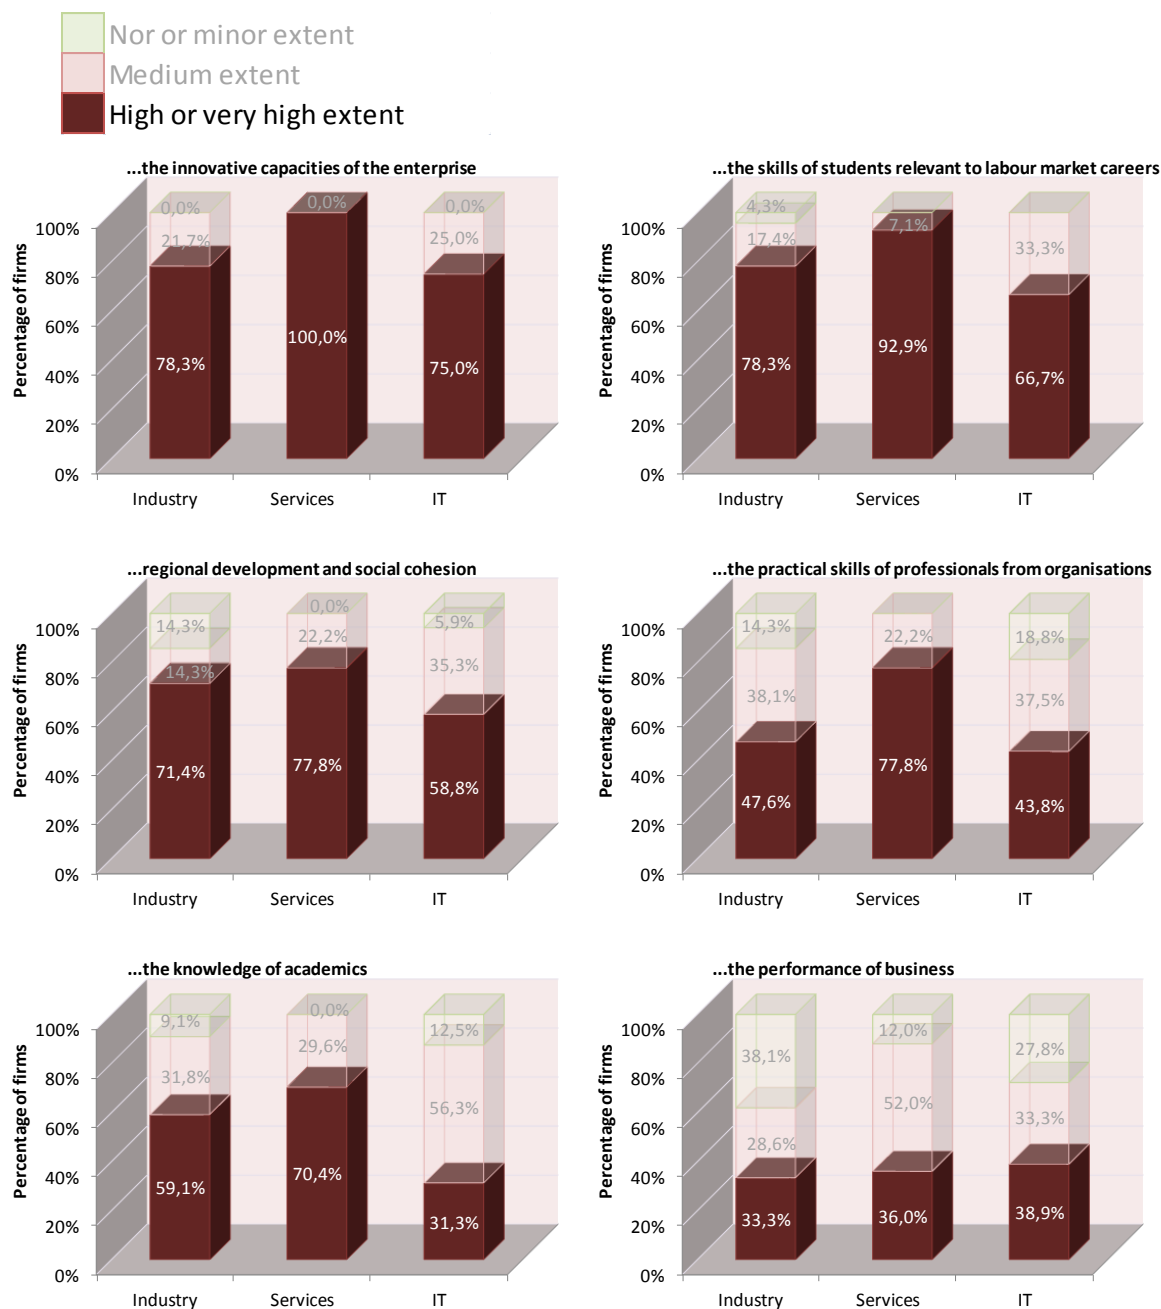 Nor or minor extent
Medium extent
High or very high extent
...the innovative capacities of the enterprise
Percentage of firms
100%
80%
60%
40%
20%
0%
0,0%
0,0%
0,0%
21,7%
25,0%
78,3%
100,0%
75,0%
Industry
Services
IT
...the skills of students relevant to labour market careers
Percentage of firms
100%
80%
60%
40%
20%
0%
4,3%
17,4%
7,1%
33,3%
78,3%
92,9%
66,7%
Industry
Services
IT
...regional development and social cohesion
Percentage of firms
100%
80%
60%
40%
20%
0%
14,3%
0,0%
5,9%
14,3%
22,2%
35,3%
71,4%
77,8%
58,8%
Industry
Services
IT
...the practical skills of professionals from organisations
Percentage of firms
100%
80%
60%
40%
20%
0%
14,3%
22,2%
18,8%
38,1%
37,5%
47,6%
77,8%
43,8%
Industry
Services
IT
...the knowledge of academics
Percentage of firms
100%
80%
60%
40%
20%
0%
9,1%
0,0%
12,5%
31,8%
29,6%
56,3%
59,1%
70,4%
31,3%
Industry
Services
IT
...the performance of business
Percentage of firms
100%
80%
60%
40%
20%
0%
38,1%
12,0%
27,8%
28,6%
52,0%
33,3%
33,3%
36,0%
38,9%
Industry
Services
IT